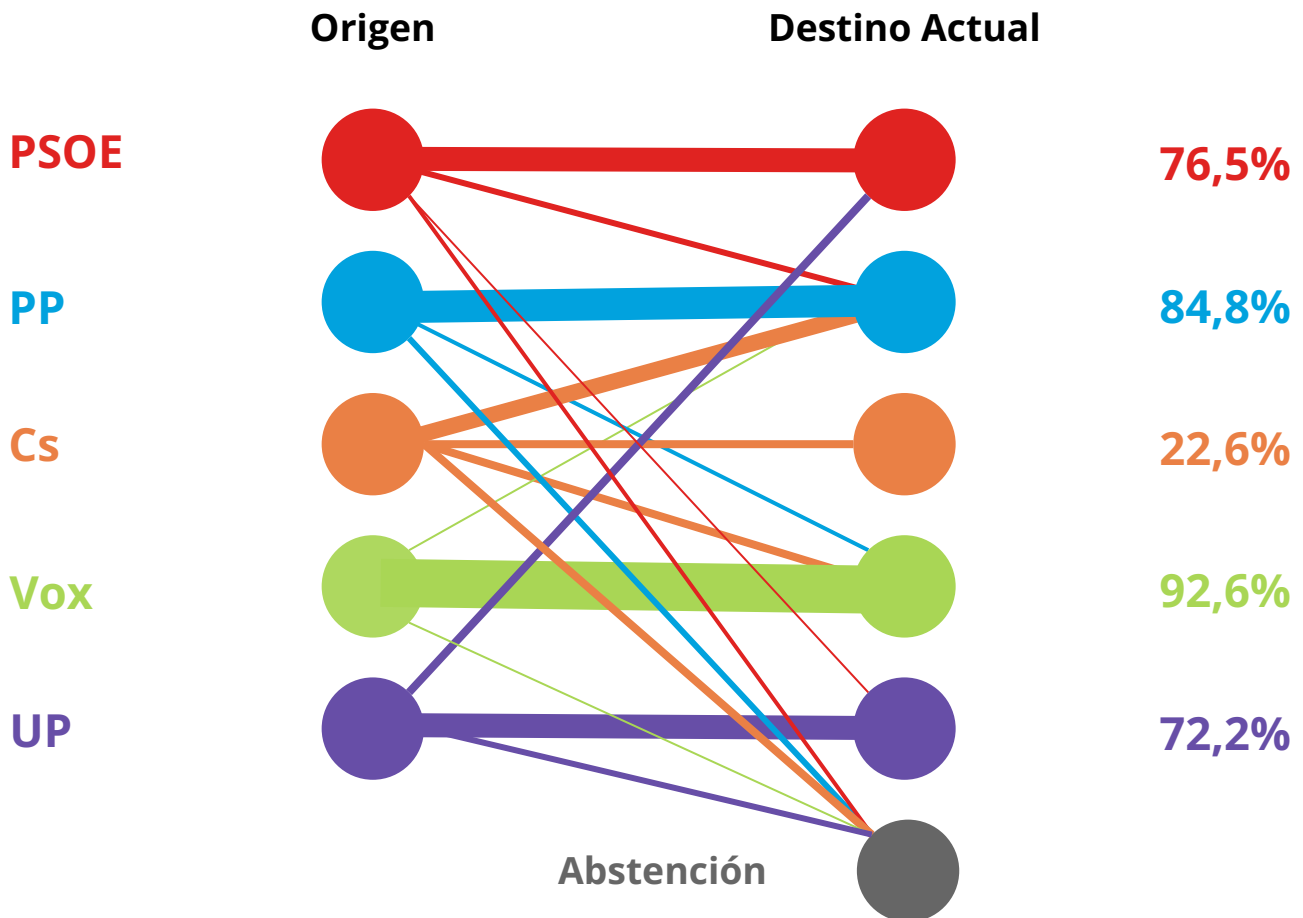 Origen Destino Actual
PSOE 76,5%
PP 84,8%
Cs 22,6%
Vox 92,6%
UP 72,2%
Abstención